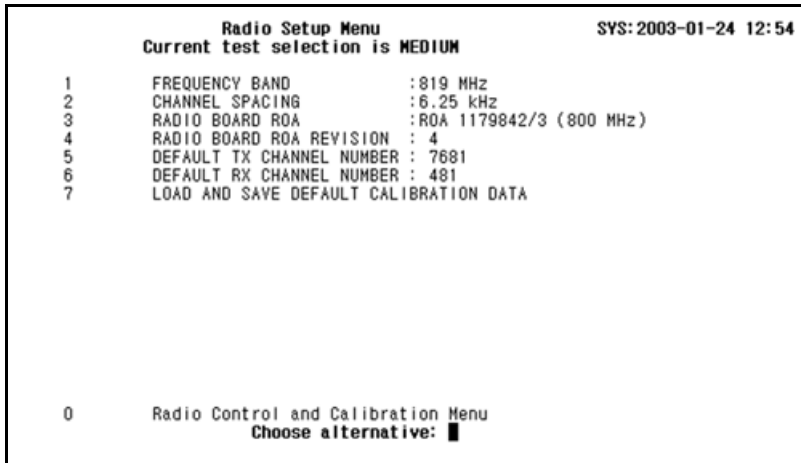 Radio Setup Menu SYS:2003-01-24 12:54
Current test selection is MEDIUM
1 FREQUENCY BAND :819 MHz
2 CHANNEL SPACING :6.25 kHz
3 RADIO BOARD ROA :ROA 1179842/3 (800 MHz)
4 RADIO BOARD ROA REVISION : 4
5 DEFAULT TX CHANNEL NUMBER : 7681
6 DEFAULT RX CHANNEL NUMBER : 481
7 LOAD AND SAVE DEFAULT CALIBRATION DATA
0 Radio Control and Calibration Menu
Choose alternative: